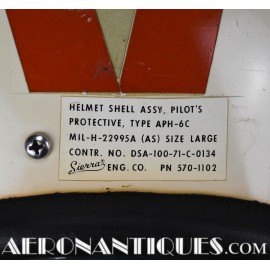 HELMET SHELL ASSY, PILOT'S
PROTECTIVE, TYPE APH-6C
MIL-H-22995A (AS) SIZE LARGE
CONTR. NO. DSA-100-71-C-0134
Sierra ENG. CO. PN 570-1102
AERONANTIQUES.COM